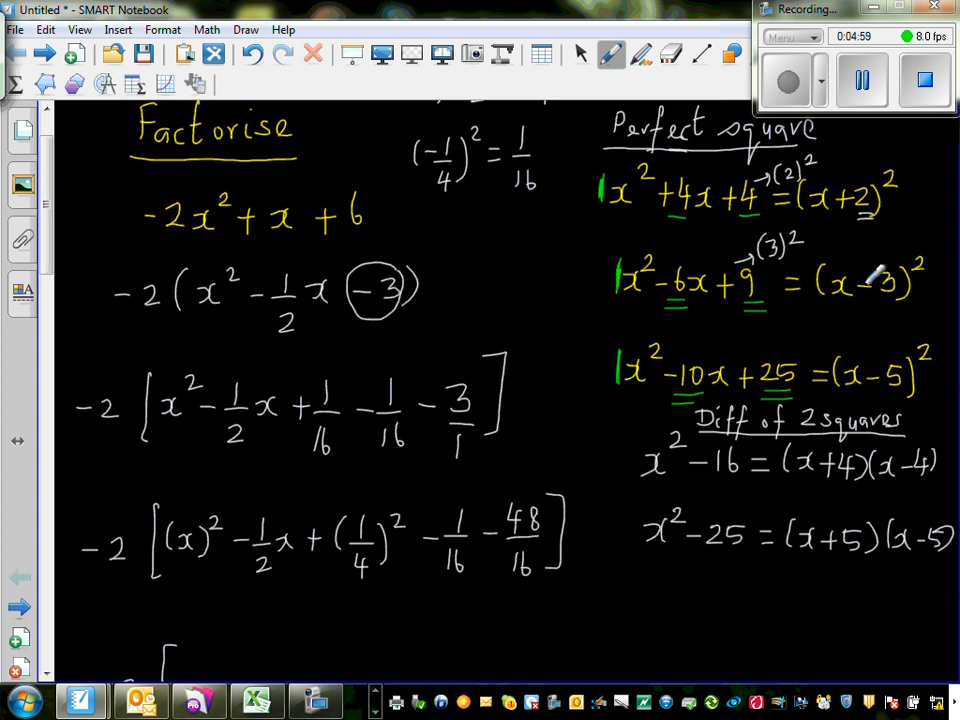 Untitled * - SMART Notebook
Recording...
File Edit View Insert Format Math Draw Help
Menu
0:04:59
8.0 fps
Factorise
-2x² + x + 6
(-1/4)² = 1/16
-2 ( x² - 1/2 x - 3 )
-2 [ x² - 1/2 x + 1/16 - 1/16 - 3/1 ]
-2 [ (x)² - 1/2 x + (1/4)² - 1/16 - 48/16 ]
Perfect square
1x² + 4x + 4 → (2)² = (x + 2)²
1x² - 6x + 9 → (3)² = (x - 3)²
1x² - 10x + 25 = (x - 5)²
Diff of 2 squares
x² - 16 = (x + 4)(x - 4)
x² - 25 = (x + 5)(x - 5)